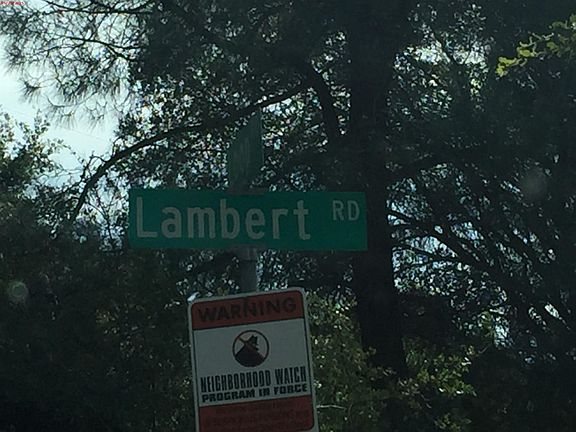 Lambert RD
WARNING
NEIGHBORHOOD WATCH
PROGRAM IN FORCE